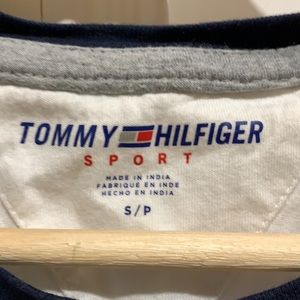 TOMMY HILFIGER
SPORT
MADE IN INDIA
FABRIQUÉ EN INDE
HECHO EN INDIA
S/P